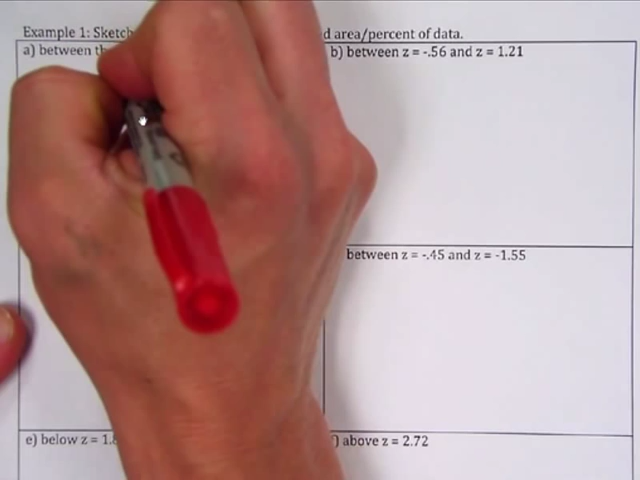 Example 1: Sketch d area/percent of data.
a) between th
b) between z = -.56 and z = 1.21
between z = -.45 and z = -1.55
e) below z = 1.8
f) above z = 2.72